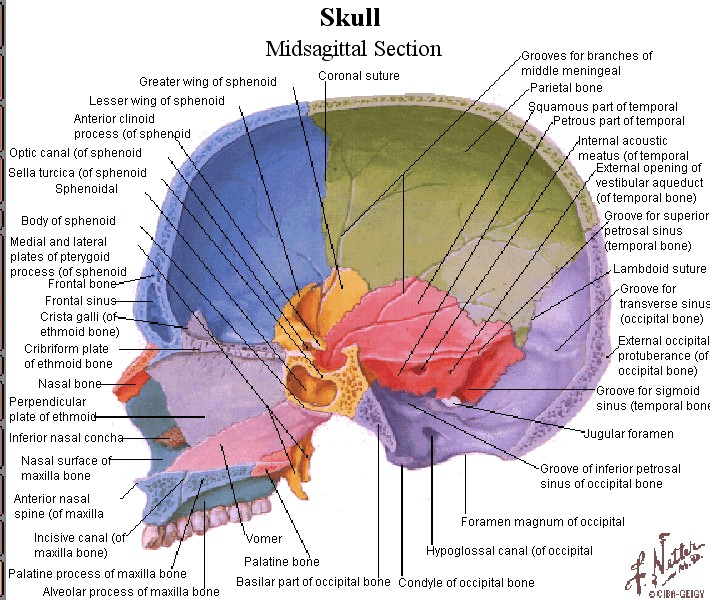 Skull
Midsagittal Section
Greater wing of sphenoid
Lesser wing of sphenoid
Anterior clinoid
process (of sphenoid
Optic canal (of sphenoid
Sella turcica (of sphenoid
Sphenoidal
Body of sphenoid
Medial and lateral
plates of pterygoid
process (of sphenoid
Frontal bone
Frontal sinus
Crista galli (of
ethmoid bone)
Cribriform plate
of ethmoid bone
Nasal bone
Perpendicular
plate of ethmoid
Inferior nasal concha
Nasal surface of
maxilla bone
Anterior nasal
spine (of maxilla
Incisive canal (of
maxilla bone)
Palatine process of maxilla bone
Alveolar process of maxilla bone
Vomer
Palatine bone
Basilar part of occipital bone
Condyle of occipital bone
Coronal suture
Grooves for branches of
middle meningeal
Parietal bone
Squamous part of temporal
Petrous part of temporal
Internal acoustic
meatus (of temporal
External opening of
vestibular aqueduct
(of temporal bone)
Groove for superior
petrosal sinus
(temporal bone)
Lambdoid suture
Groove for
transverse sinus
(occipital bone)
External occipital
protuberance (of
occipital bone)
Groove for sigmoid
sinus (temporal bone
Jugular foramen
Groove of inferior petrosal
sinus of occipital bone
Foramen magnum of occipital
Hypoglossal canal (of occipital
F. Netter
M.D.
© CIBA-GEIGY